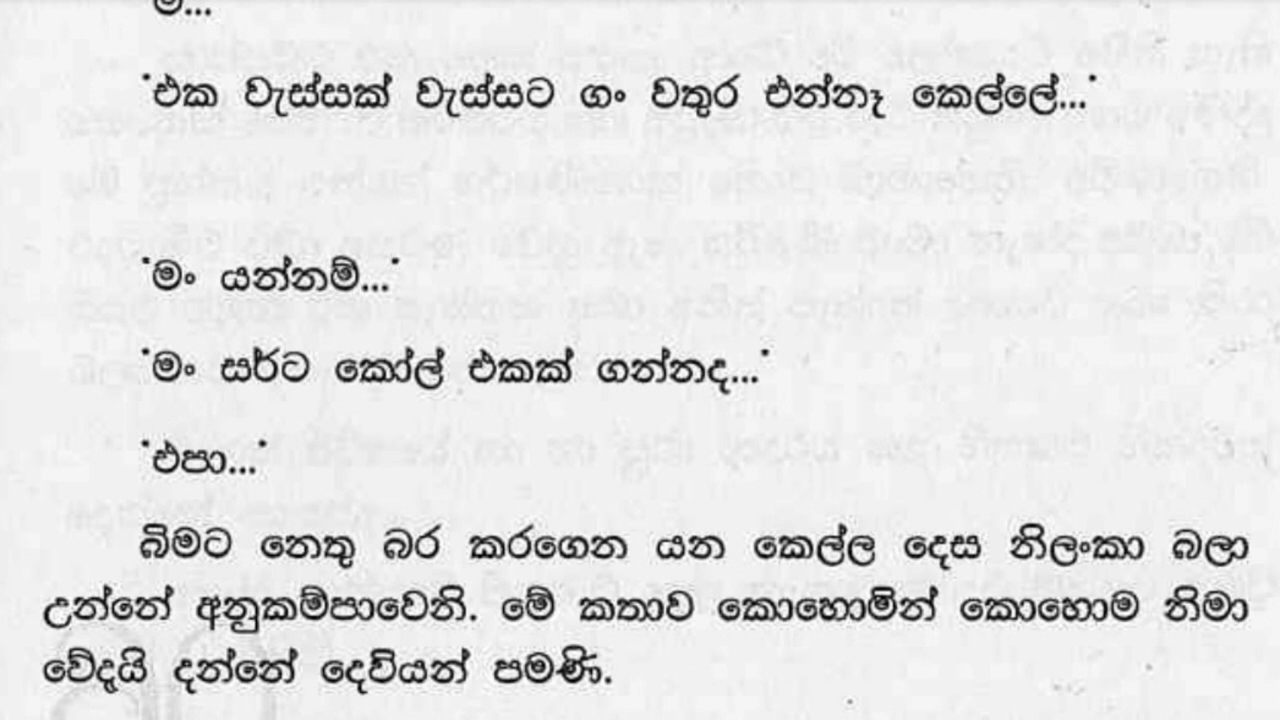 'එක වැස්සක් වැස්සට ගං වතුර එන්නෑ කෙල්ලේ...'
'මං යන්නම්...'
'මං සර්ට කෝල් එකක් ගන්නද...'
'එපා...'
බිමට නෙතු බර කරගෙන යන කෙල්ල දෙස නිලංකා බලා
උන්නේ අනුකම්පාවෙනි. මේ කතාව කොහොමින් කොහොම නිමා
වේදැයි දන්නේ දෙවියන් පමණි.